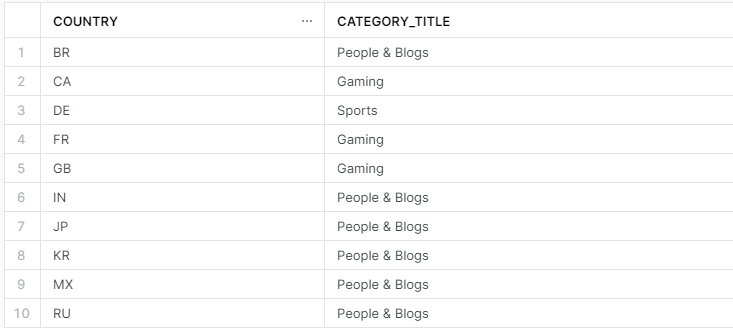 COUNTRY ... CATEGORY_TITLE
1 BR People & Blogs
2 CA Gaming
3 DE Sports
4 FR Gaming
5 GB Gaming
6 IN People & Blogs
7 JP People & Blogs
8 KR People & Blogs
9 MX People & Blogs
10 RU People & Blogs